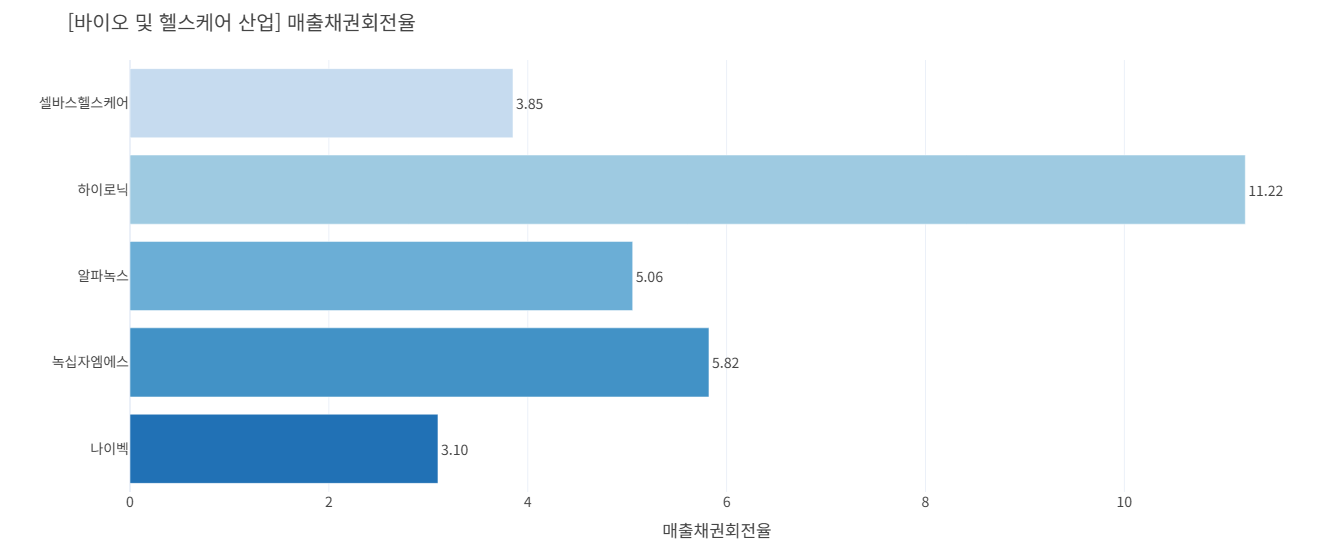 [바이오 및 헬스케어 산업] 매출채권회전율
셀바스헬스케어
3.85
하이로닉
11.22
알파녹스
5.06
녹십자엠에스
5.82
나이벡
3.10
0 2 4 6 8 10
매출채권회전율